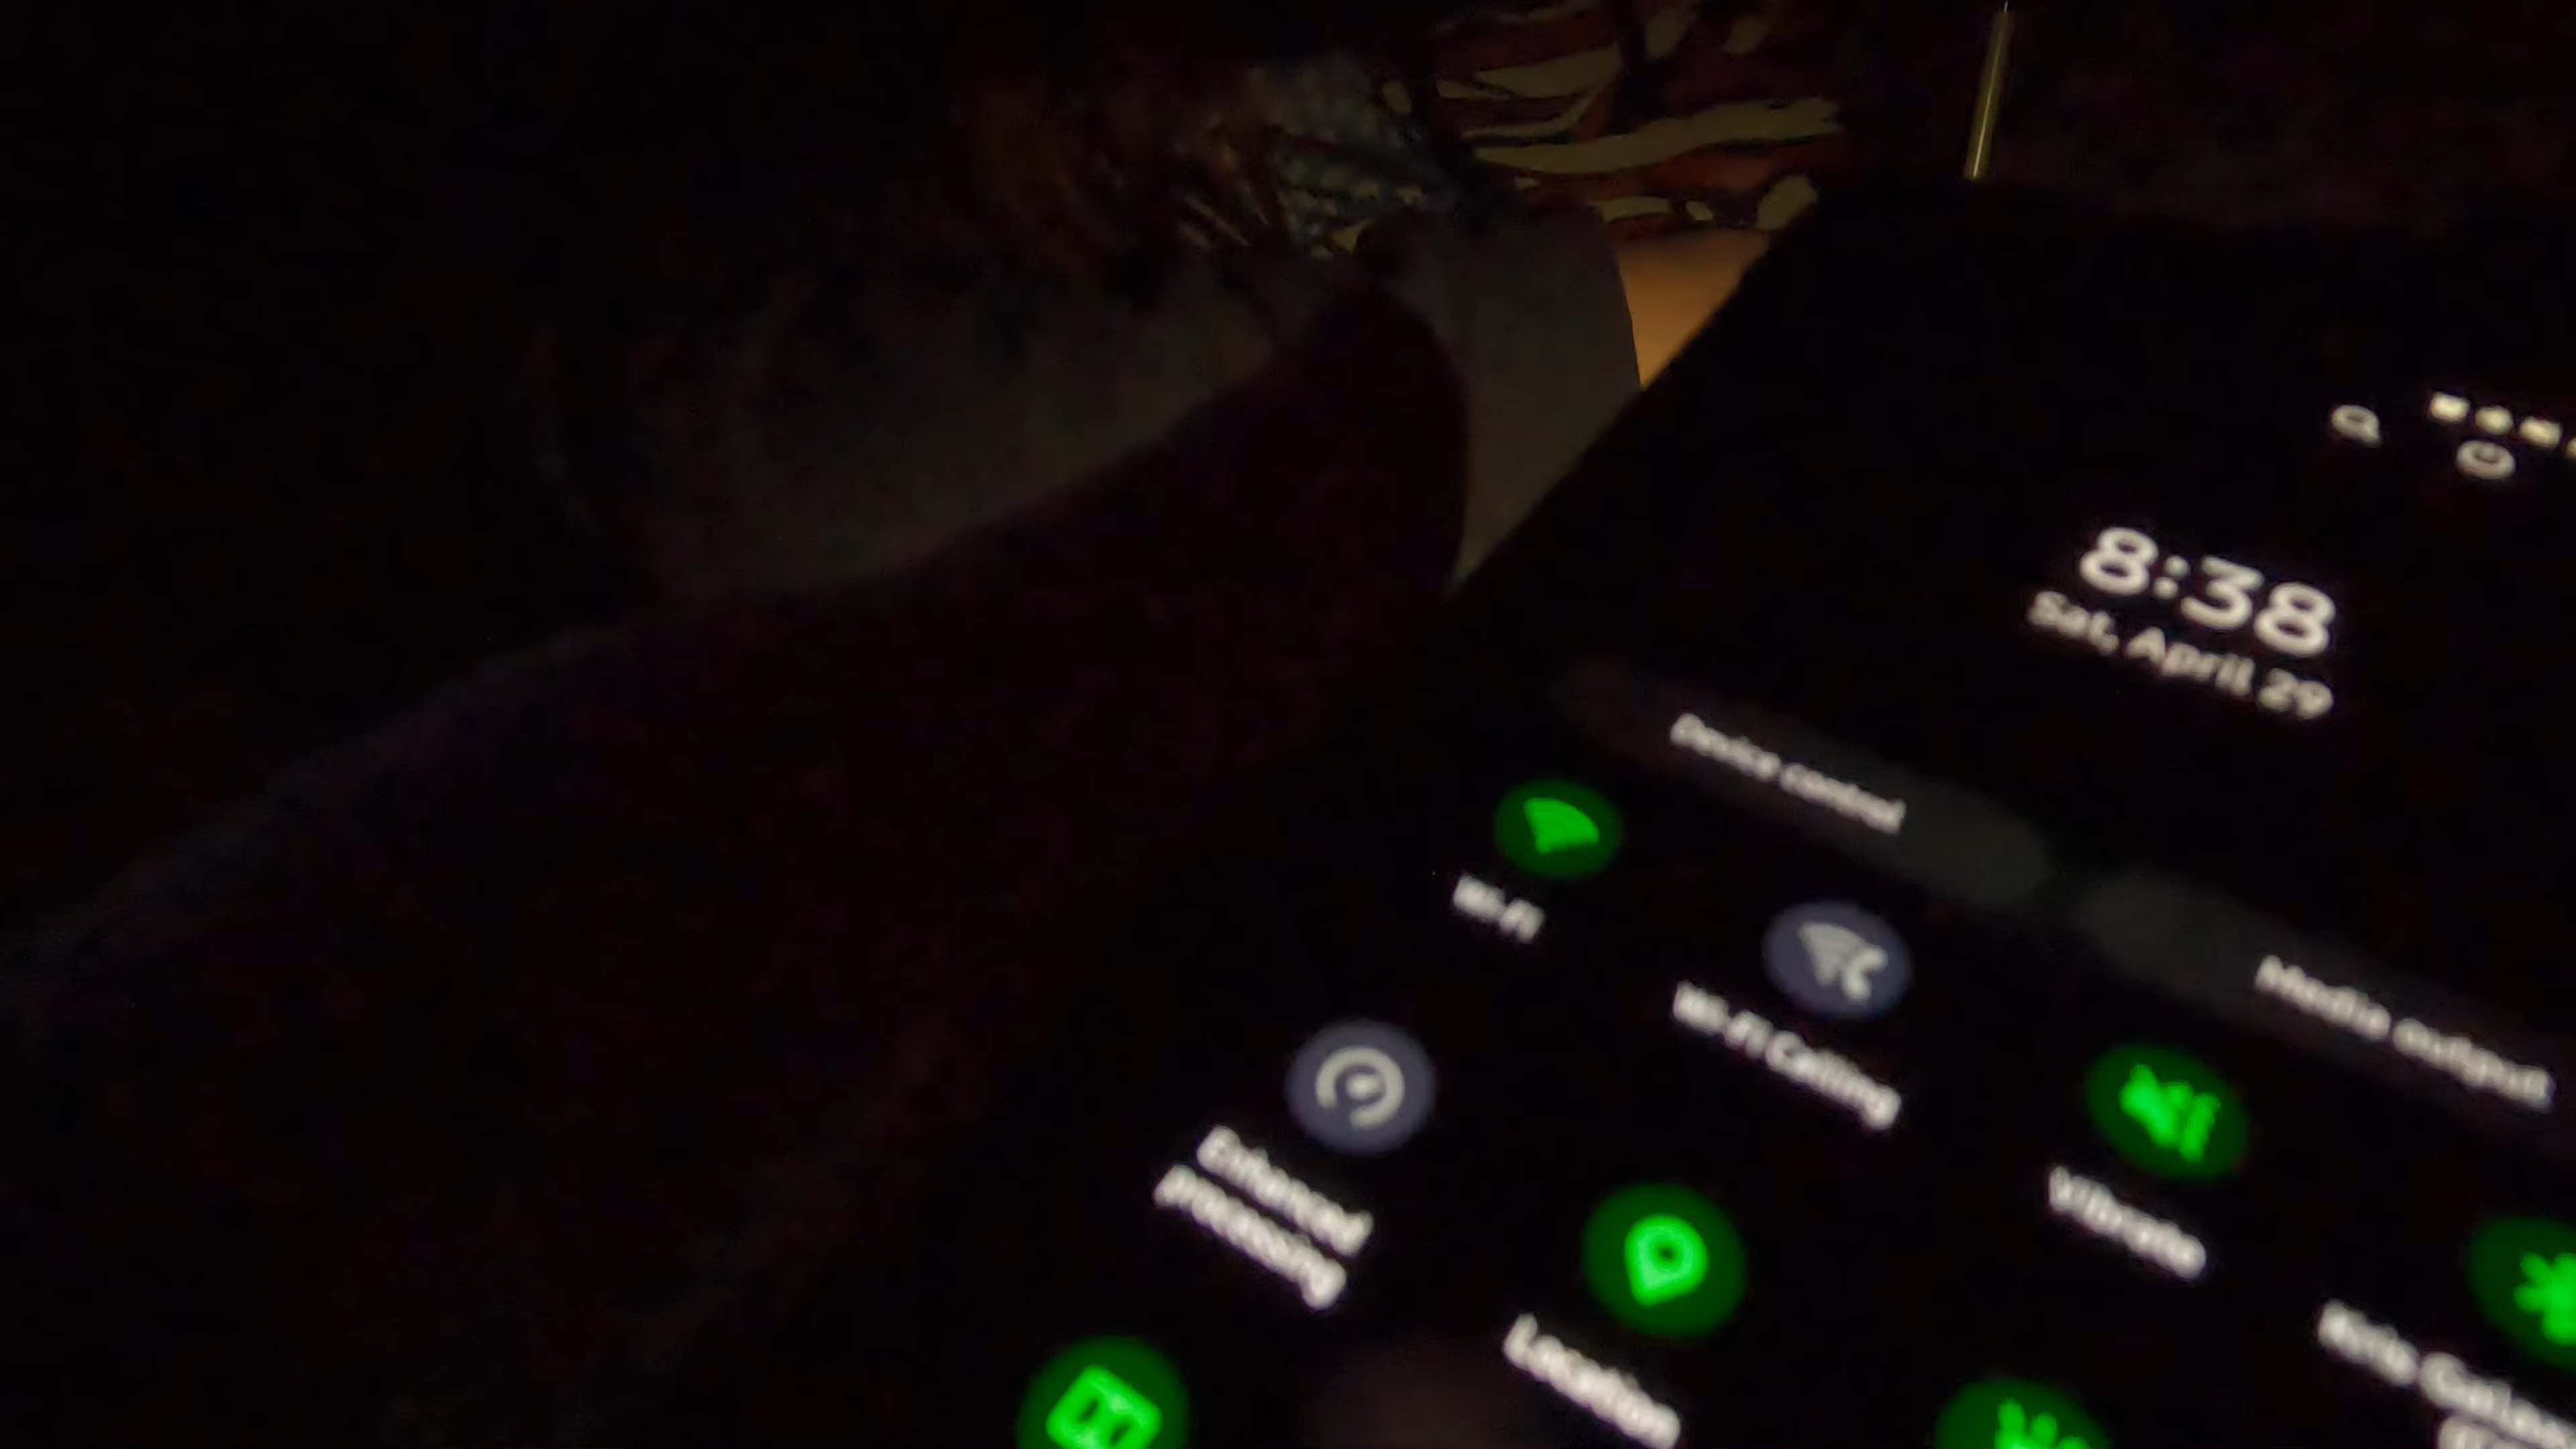 8:38
Sat, April 29
Device control
Media output
Wi-Fi
Wi-Fi Calling
Vibrate
Enhanced
processing
Location